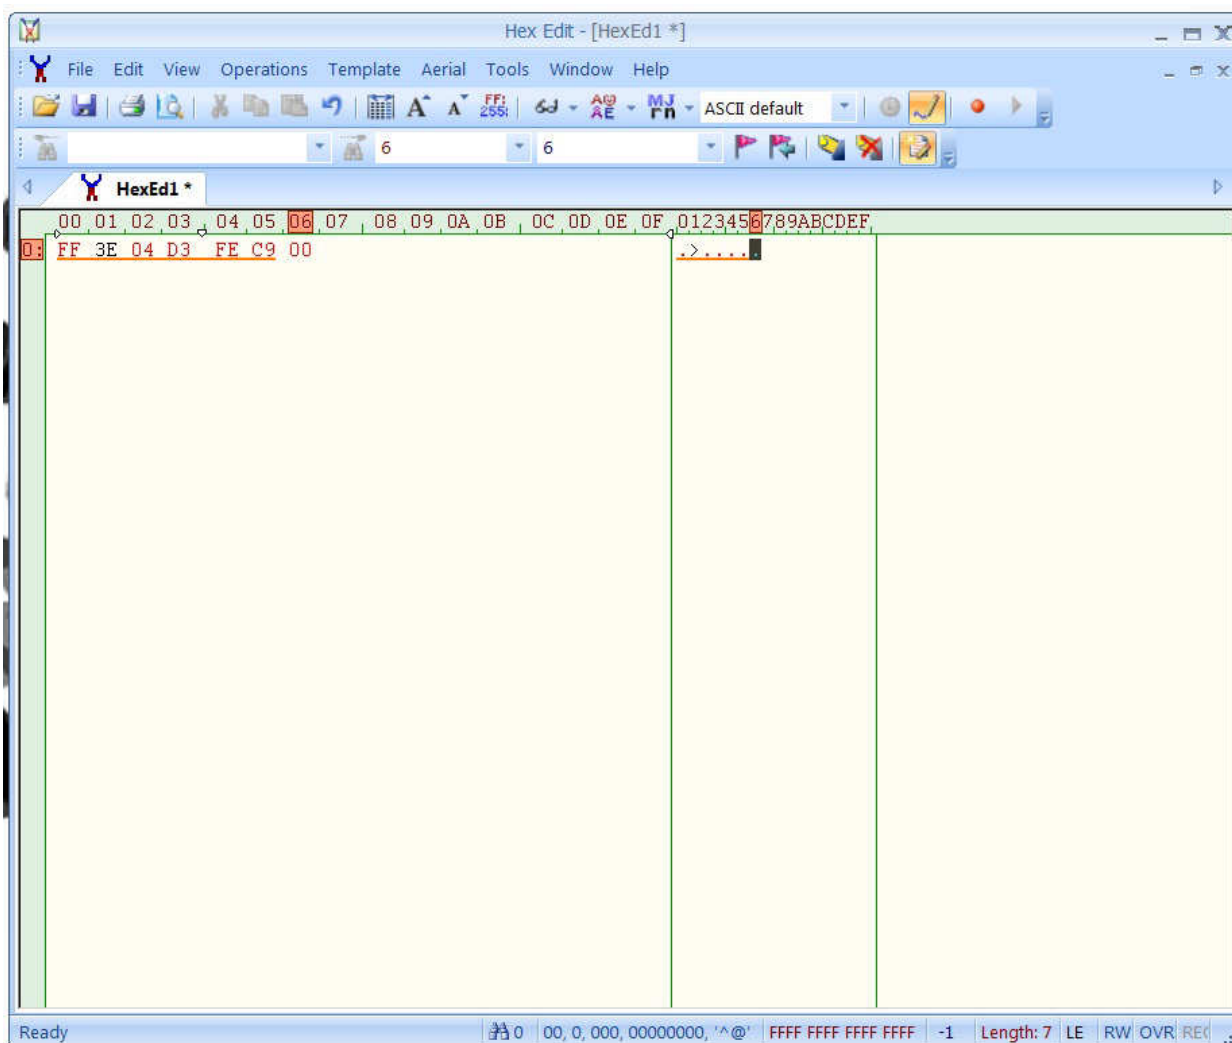 Hex Edit - [HexEd1 *]
File Edit View Operations Template Aerial Tools Window Help
ASCII default
6 6
HexEd1 *
00 01 02 03 04 05 06 07 08 09 0A 0B 0C 0D 0E 0F 0123456789ABCDEF
0: FF 3E 04 D3 FE C9 00 .>.....
Ready 0 00, 0, 000, 00000000, '^@' FFFF FFFF FFFF FFFF -1 Length: 7 LE RW OVR REC